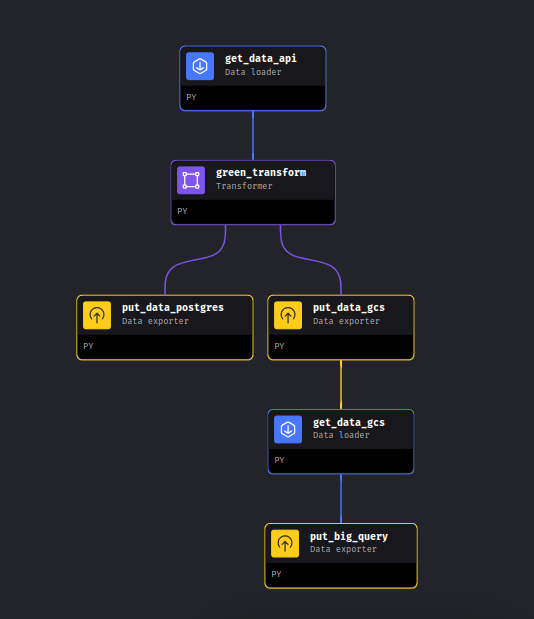 get_data_api
Data loader
PY
green_transform
Transformer
PY
put_data_postgres
Data exporter
PY
put_data_gcs
Data exporter
PY
get_data_gcs
Data loader
PY
put_big_query
Data exporter
PY